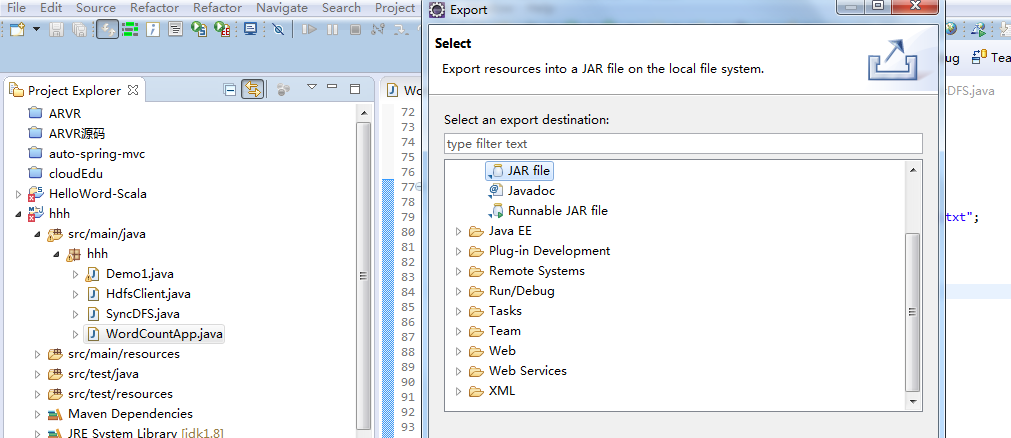 File Edit Source Refactor Refactor Navigate Search Project
Project Explorer
ARVR
ARVR源码
auto-spring-mvc
cloudEdu
HelloWord-Scala
hhh
src/main/java
hhh
Demo1.java
HdfsClient.java
SyncDFS.java
WordCountApp.java
src/main/resources
src/test/java
src/test/resources
Maven Dependencies
JRE System Library [jdk1.8]
Wo
72
73
74
75
76
77
78
79
80
81
82
83
84
85
86
87
88
89
90
91
92
93
Export
Select
Export resources into a JAR file on the local file system.
Select an export destination:
type filter text
JAR file
Javadoc
Runnable JAR file
Java EE
Plug-in Development
Remote Systems
Run/Debug
Tasks
Team
Web
Web Services
XML
ug Tea
DFS.java
txt";